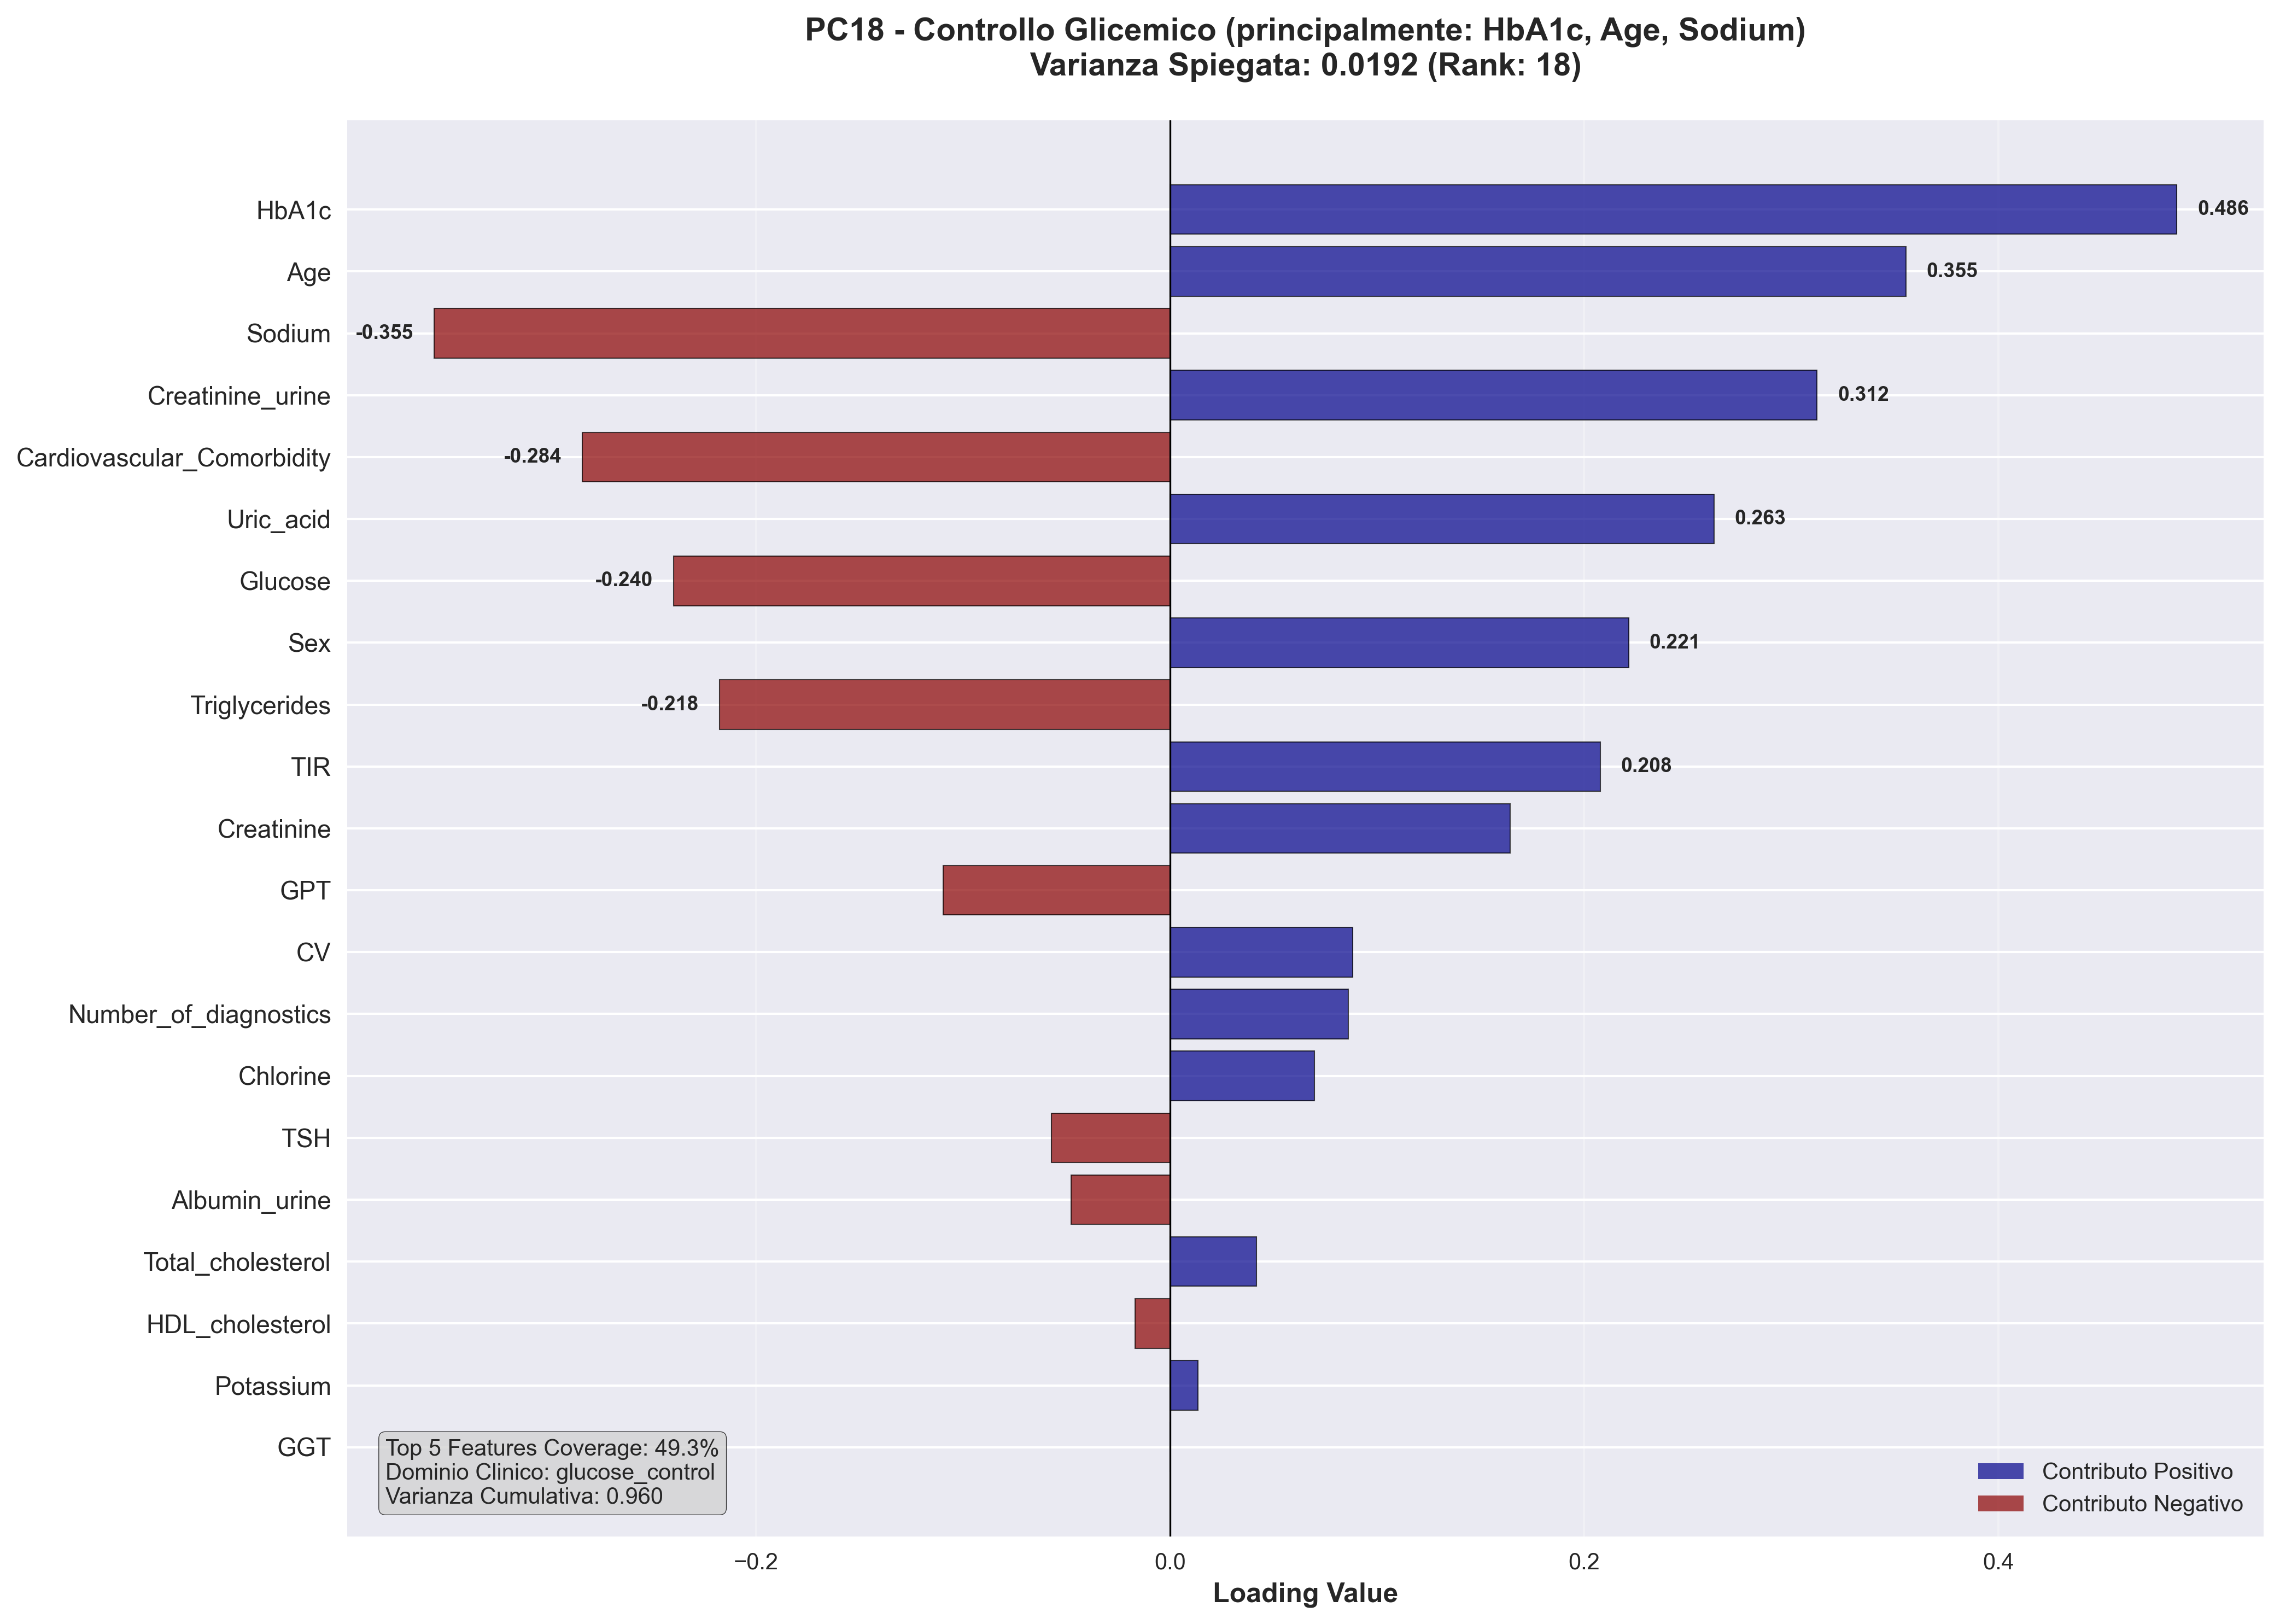 PC18 - Controllo Glicemico (principalmente: HbA1c, Age, Sodium)
Varianza Spiegata: 0.0192 (Rank: 18)
HbA1c 0.486
Age 0.355
Sodium -0.355
Creatinine_urine 0.312
Cardiovascular_Comorbidity -0.284
Uric_acid 0.263
Glucose -0.240
Sex 0.221
Triglycerides -0.218
TIR 0.208
Creatinine
GPT
CV
Number_of_diagnostics
Chlorine
TSH
Albumin_urine
Total_cholesterol
HDL_cholesterol
Potassium
GGT
Top 5 Features Coverage: 49.3%
Dominio Clinico: glucose_control
Varianza Cumulativa: 0.960
Contributo Positivo
Contributo Negativo
−0.2 0.0 0.2 0.4
Loading Value